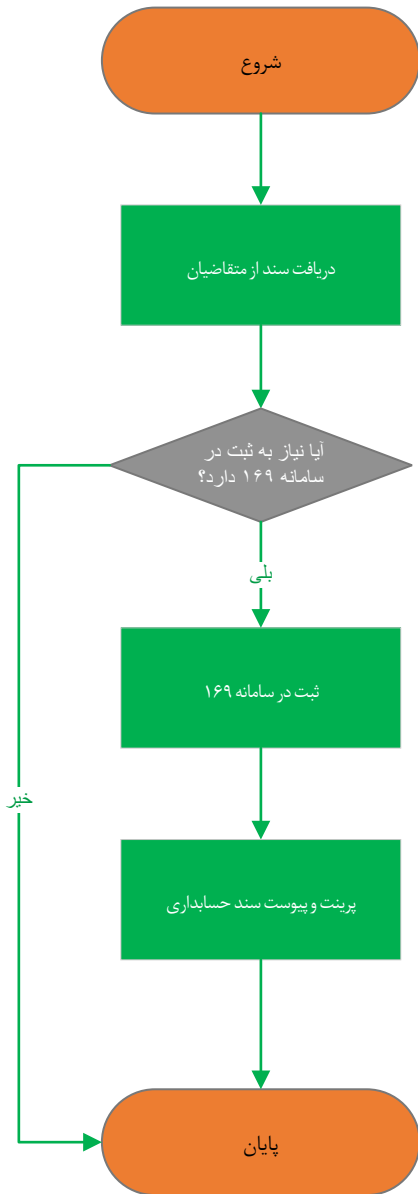 شروع
دریافت سند از متقاضیان
آیا نیاز به ثبت در
سامانه ۱۶۹ دارد؟
بلی
ثبت در سامانه ۱۶۹
خیر
پرینت و پیوست سند حسابداری
پایان